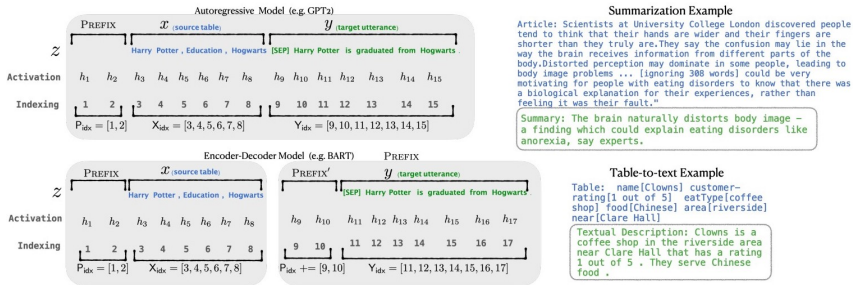 Autoregressive Model (e.g. GPT2)
PREFIX x (source table) y (target utterance)
z Harry Potter , Education , Hogwarts [SEP] Harry Potter is graduated from Hogwarts .
Activation h1 h2 h3 h4 h5 h6 h7 h8 h9 h10 h11 h12 h13 h14 h15
Indexing 1 2 3 4 5 6 7 8 9 10 11 12 13 14 15
Pidx = [1, 2] Xidx = [3, 4, 5, 6, 7, 8] Yidx = [9, 10, 11, 12, 13, 14, 15]
Encoder-Decoder Model (e.g. BART) PREFIX
PREFIX x (source table) PREFIX′ y (target utterance)
z Harry Potter , Education , Hogwarts [SEP] Harry Potter is graduated from Hogwarts
Activation h1 h2 h3 h4 h5 h6 h7 h8 h9 h10 h11 h12 h13 h14 h15 h16 h17
Indexing 1 2 3 4 5 6 7 8 9 10 11 12 13 14 15 16 17
Pidx = [1, 2] Xidx = [3, 4, 5, 6, 7, 8] Pidx += [9, 10] Yidx = [11, 12, 13, 14, 15, 16, 17]
Summarization Example
Article: Scientists at University College London discovered people
tend to think that their hands are wider and their fingers are
shorter than they truly are.They say the confusion may lie in the
way the brain receives information from different parts of the
body.Distorted perception may dominate in some people, leading to
body image problems ... [ignoring 308 words] could be very
motivating for people with eating disorders to know that there was
a biological explanation for their experiences, rather than
feeling it was their fault."
Summary: The brain naturally distorts body image –
a finding which could explain eating disorders like
anorexia, say experts.
Table-to-text Example
Table: name[Clowns] customer-
rating[1 out of 5] eatType[coffee
shop] food[Chinese] area[riverside]
near[Clare Hall]
Textual Description: Clowns is a
coffee shop in the riverside area
near Clare Hall that has a rating
1 out of 5 . They serve Chinese
food .